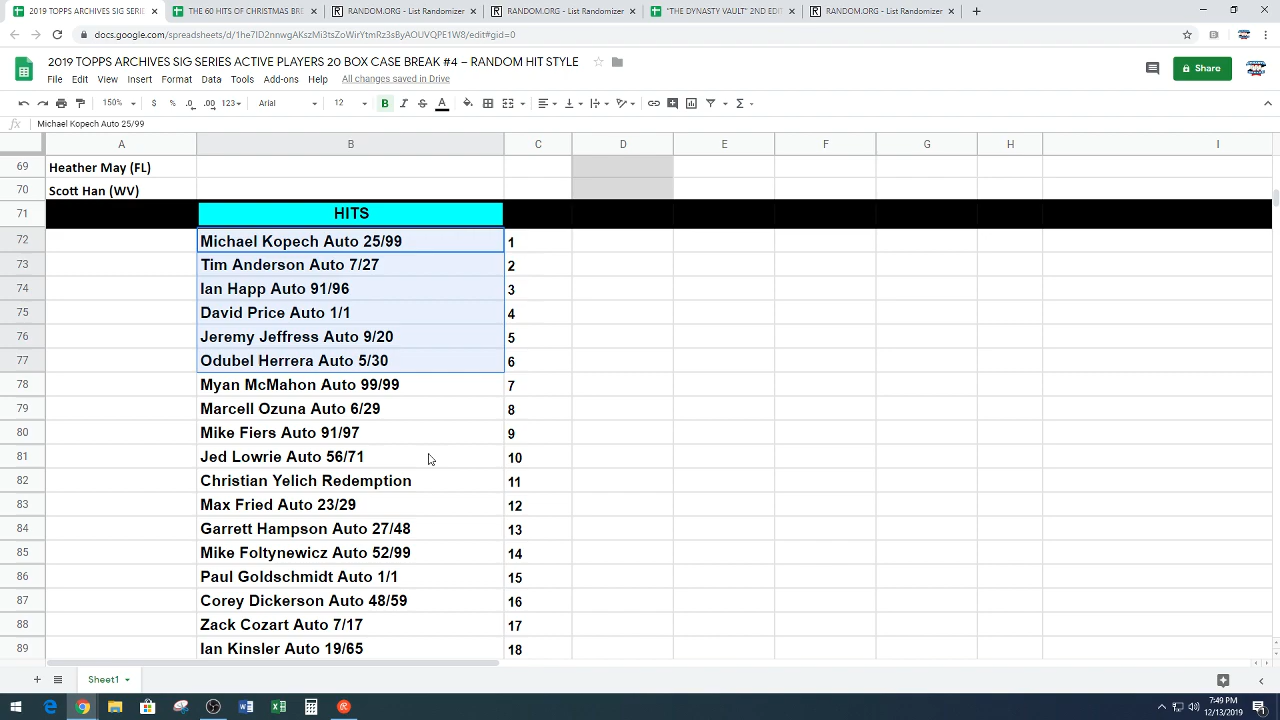 2019 TOPPS ARCHIVES SIG SERIE
THE 60 HITS OF CHRISTMAS BRE
RANDOM.ORG - List Randomizer
RANDOM.ORG - List Randomizer
"THE DYNASTY VAULT" 2ND EDIT
RANDOM.ORG - List Randomizer
2019 TOPPS ARCHIVES SIG SERIES ACTIVE PLAYERS 20 BOX CASE BREAK #4 – RANDOM HIT STYLE
File Edit View Insert Format Data Tools Add-ons Help All changes saved in Drive
Share
150% $ % .0 .00 123 Arial 12 B I S A
fx Michael Kopech Auto 25/99
A B C D E F G H I
69 Heather May (FL)
70 Scott Han (WV)
71 HITS
72 Michael Kopech Auto 25/99 1
73 Tim Anderson Auto 7/27 2
74 Ian Happ Auto 91/96 3
75 David Price Auto 1/1 4
76 Jeremy Jeffress Auto 9/20 5
77 Odubel Herrera Auto 5/30 6
78 Myan McMahon Auto 99/99 7
79 Marcell Ozuna Auto 6/29 8
80 Mike Fiers Auto 91/97 9
81 Jed Lowrie Auto 56/71 10
82 Christian Yelich Redemption 11
83 Max Fried Auto 23/29 12
84 Garrett Hampson Auto 27/48 13
85 Mike Foltynewicz Auto 52/99 14
86 Paul Goldschmidt Auto 1/1 15
87 Corey Dickerson Auto 48/59 16
88 Zack Cozart Auto 7/17 17
89 Ian Kinsler Auto 19/65 18
Sheet1
7:49 PM
12/13/2019